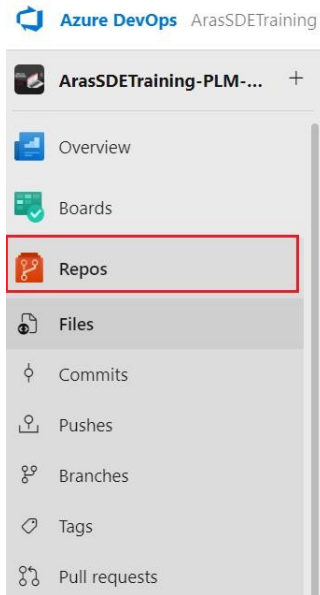 Azure DevOps ArasSDETraining
ArasSDETraining-PLM-... +
Overview
Boards
Repos
Files
Commits
Pushes
Branches
Tags
Pull requests